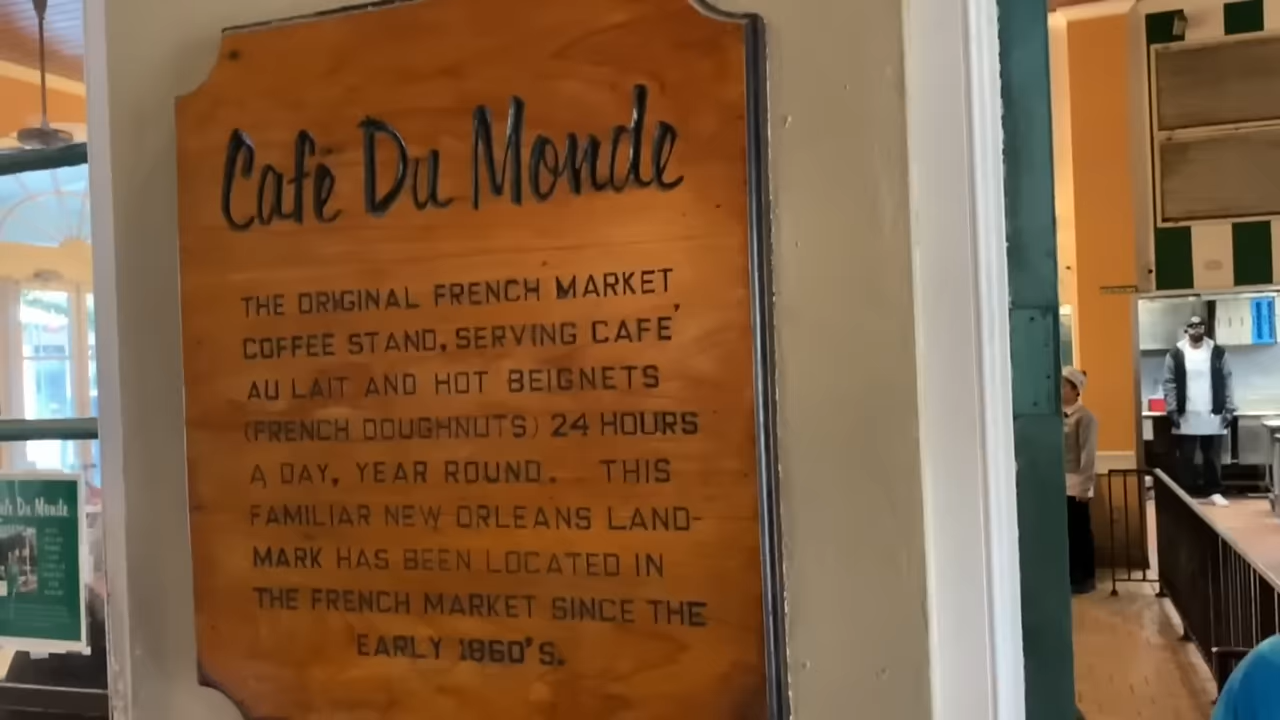 Café Du Monde
THE ORIGINAL FRENCH MARKET
COFFEE STAND, SERVING CAFE'
AU LAIT AND HOT BEIGNETS
(FRENCH DOUGHNUTS) 24 HOURS
A DAY, YEAR ROUND. THIS
FAMILIAR NEW ORLEANS LAND-
MARK HAS BEEN LOCATED IN
THE FRENCH MARKET SINCE THE
EARLY 1860'S.
Du Monde